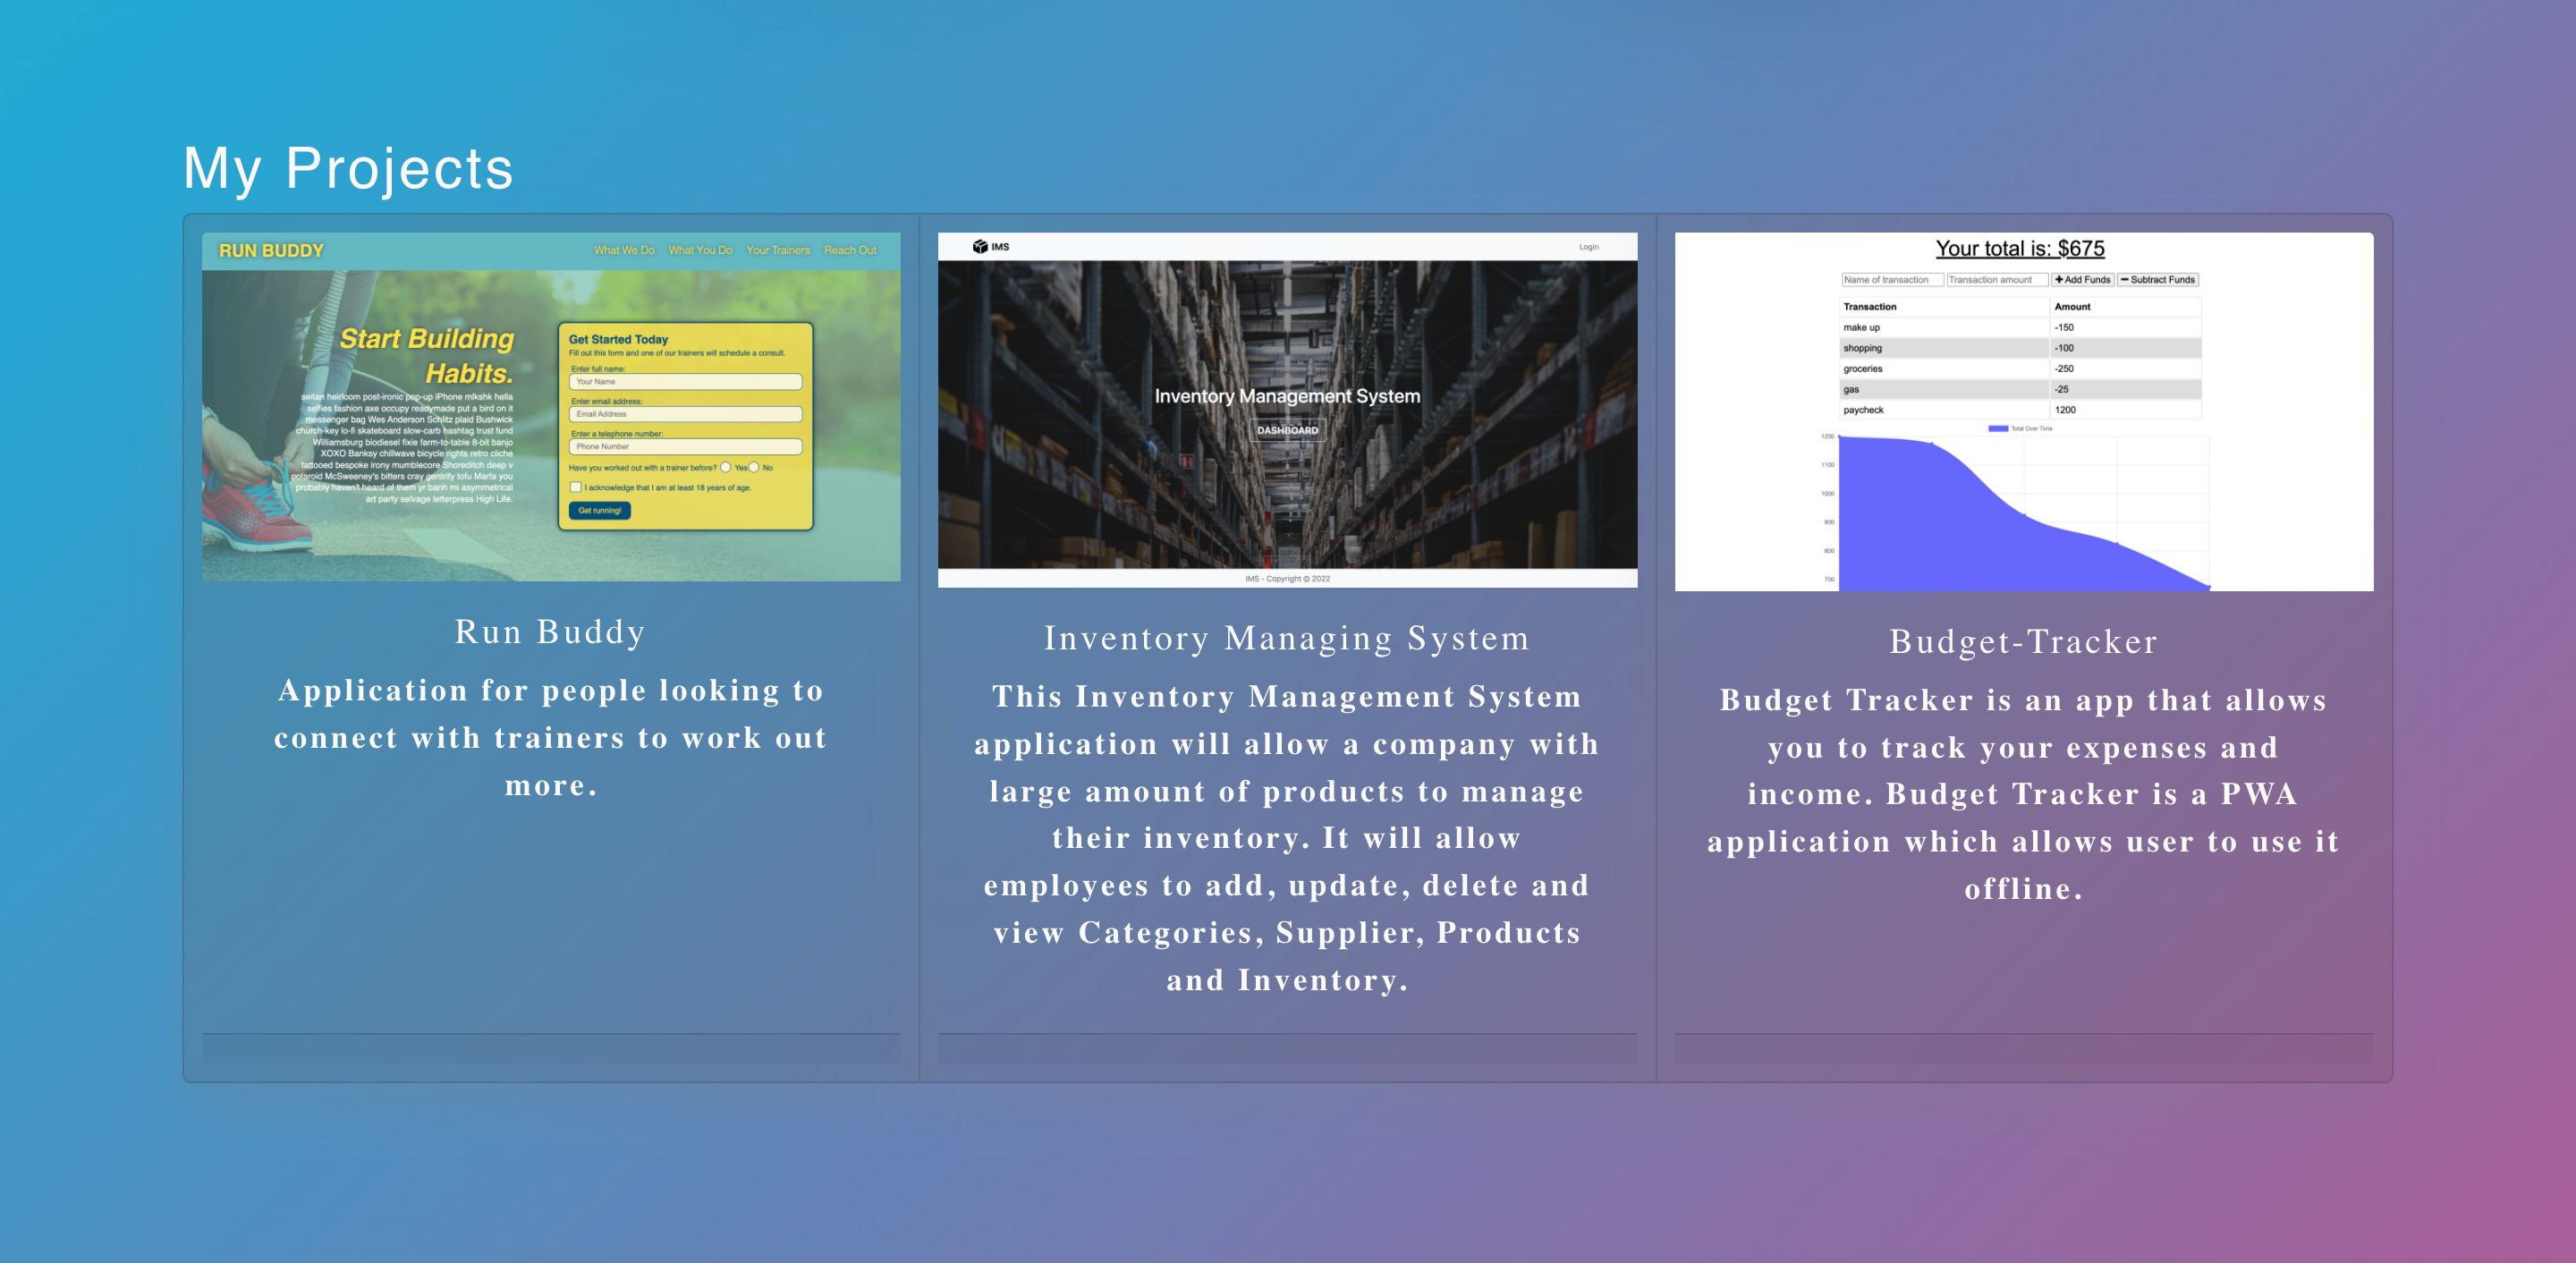 My Projects
RUN BUDDY
What We Do What You Do Your Trainers Reach Out
Start Building
Habits.
seitan heirloom post-ironic pop-up iPhone mlkshk hella
selfies fashion axe occupy readymade put a bird on it
messenger bag Wes Anderson Schlitz plaid Bushwick
church-key lo-fi skateboard slow-carb hashtag trust fund
Williamsburg biodiesel fixie farm-to-table 8-bit banjo
XOXO Banksy chillwave bicycle rights retro cliche
tattooed bespoke irony mumblecore Shoreditch deep v
polaroid McSweeney's bitters cray gentrify tofu Marfa you
probably haven't heard of them yr banh mi asymmetrical
art party selvage letterpress High Life.
Get Started Today
Fill out this form and one of our trainers will schedule a consult.
Enter full name:
Your Name
Enter email address:
Email Address
Enter a telephone number:
Phone Number
Have you worked out with a trainer before? Yes No
I acknowledge that I am at least 18 years of age.
Get running!
Run Buddy
Application for people looking to
connect with trainers to work out
more.
IMS
Login
Inventory Management System
DASHBOARD
IMS - Copyright © 2022
Inventory Managing System
This Inventory Management System
application will allow a company with
large amount of products to manage
their inventory. It will allow
employees to add, update, delete and
view Categories, Supplier, Products
and Inventory.
Your total is: $675
Name of transaction Transaction amount + Add Funds − Subtract Funds
Transaction Amount
make up -150
shopping -100
groceries -250
gas -25
paycheck 1200
Total Over Time
1200
1100
1000
900
800
700
Budget-Tracker
Budget Tracker is an app that allows
you to track your expenses and
income. Budget Tracker is a PWA
application which allows user to use it
offline.